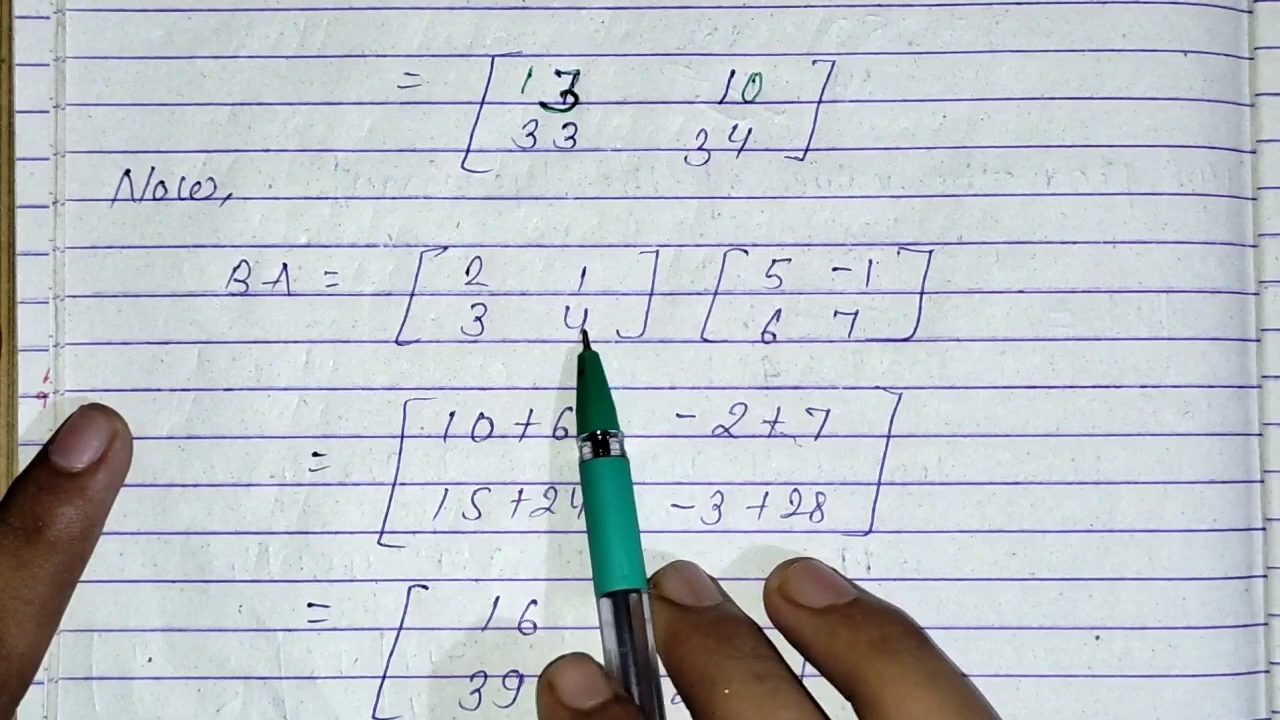 = [ 13 10
33 34 ]
Now,
BA = [ 2 1 [ 5 -1
3 4 ] 6 7 ]
= [ 10 + 6 - 2 + 7
15 + 24 - 3 + 28 ]
= [ 16
39